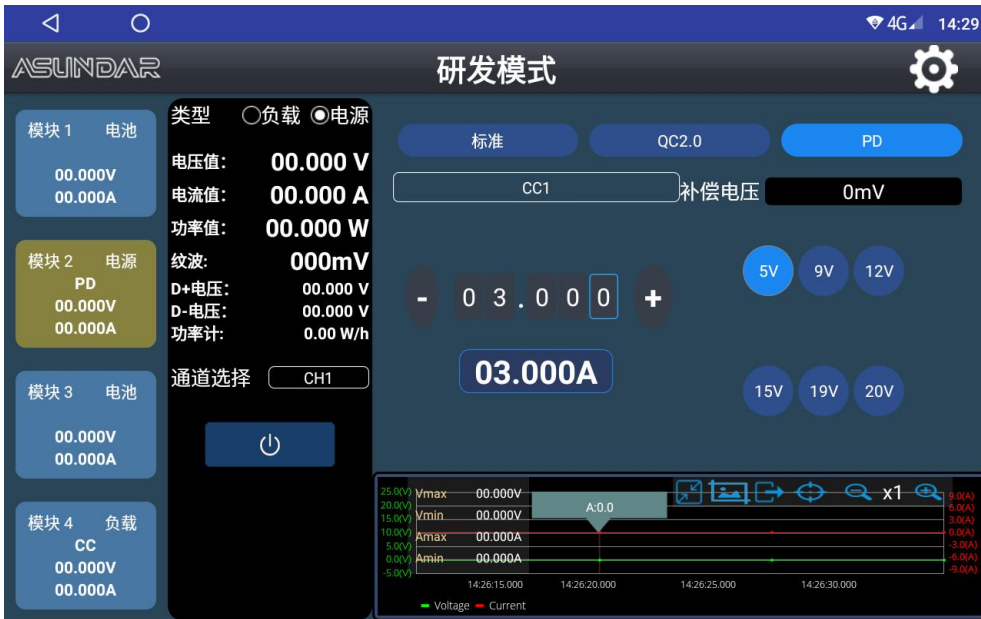 4G 14:29
ASUNDAR
研发模式
模块 1 电池
00.000V
00.000A
模块 2 电源
PD
00.000V
00.000A
模块 3 电池
00.000V
00.000A
模块 4 负载
CC
00.000V
00.000A
类型 负载 电源
电压值: 00.000 V
电流值: 00.000 A
功率值: 00.000 W
纹波: 000mV
D+电压: 00.000 V
D-电压: 00.000 V
功率计: 0.00 W/h
通道选择 CH1
标准 QC2.0 PD
CC1 补偿电压 0mV
- 0 3 . 0 0 0 +
03.000A
5V 9V 12V
15V 19V 20V
x1
25.0(V) Vmax 00.000V 9.0(A)
20.0(V) A:0.0 6.0(A)
15.0(V) Vmin 00.000V 3.0(A)
10.0(V) Amax 00.000A 0.0(A)
5.0(V) -3.0(A)
0.0(V) Amin 00.000A -6.0(A)
-5.0(V) -9.0(A)
14:26:15.000 14:26:20.000 14:26:25.000 14:26:30.000
Voltage Current